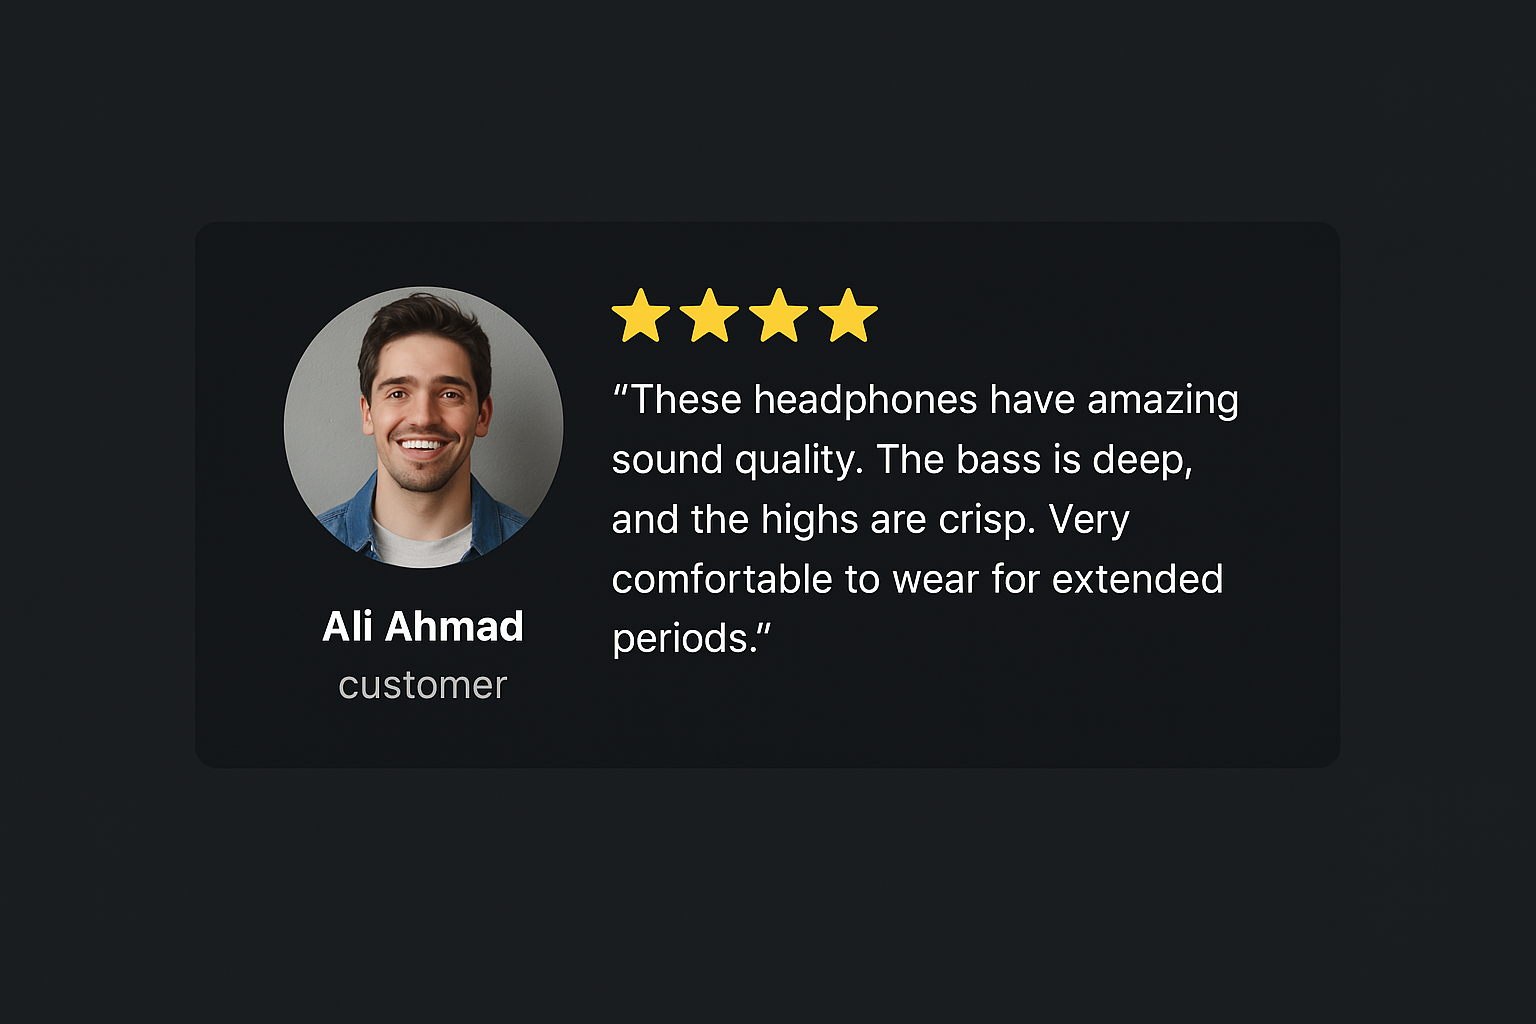 “These headphones have amazing
sound quality. The bass is deep,
and the highs are crisp. Very
comfortable to wear for extended
periods.”
Ali Ahmad
customer